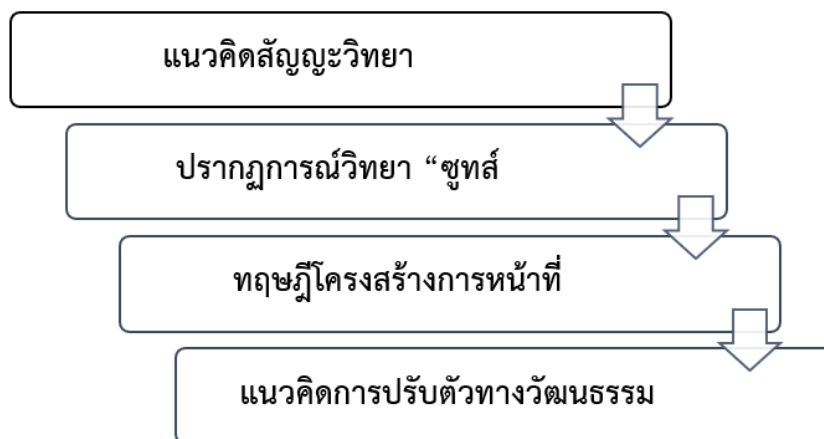 แนวคิดสัญญะวิทยา
ปรากฏการณ์วิทยา “ซูทส์
ทฤษฎีโครงสร้างการหน้าที่
แนวคิดการปรับตัวทางวัฒนธรรม